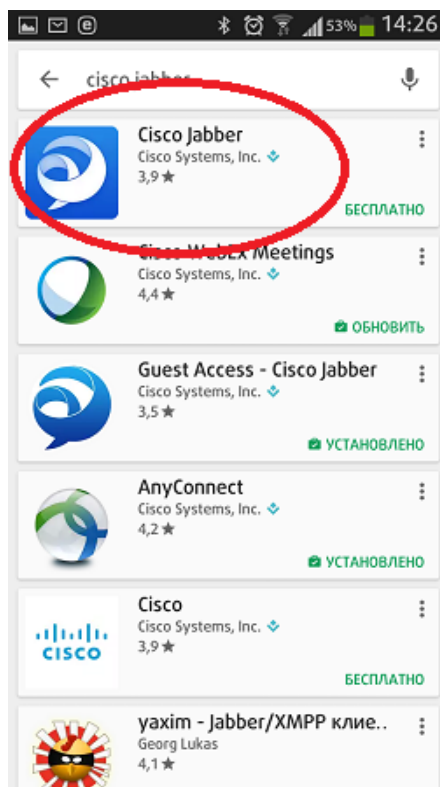 53% 14:26
cisco jabber
Cisco Jabber
Cisco Systems, Inc.
3,9★
БЕСПЛАТНО
Cisco WebEx Meetings
Cisco Systems, Inc.
4,4★
ОБНОВИТЬ
Guest Access - Cisco Jabber
Cisco Systems, Inc.
3,5★
УСТАНОВЛЕНО
AnyConnect
Cisco Systems, Inc.
4,2★
УСТАНОВЛЕНО
Cisco
Cisco Systems, Inc.
3,9★
CISCO
БЕСПЛАТНО
yaxim - Jabber/XMPP клие..
Georg Lukas
4,1★